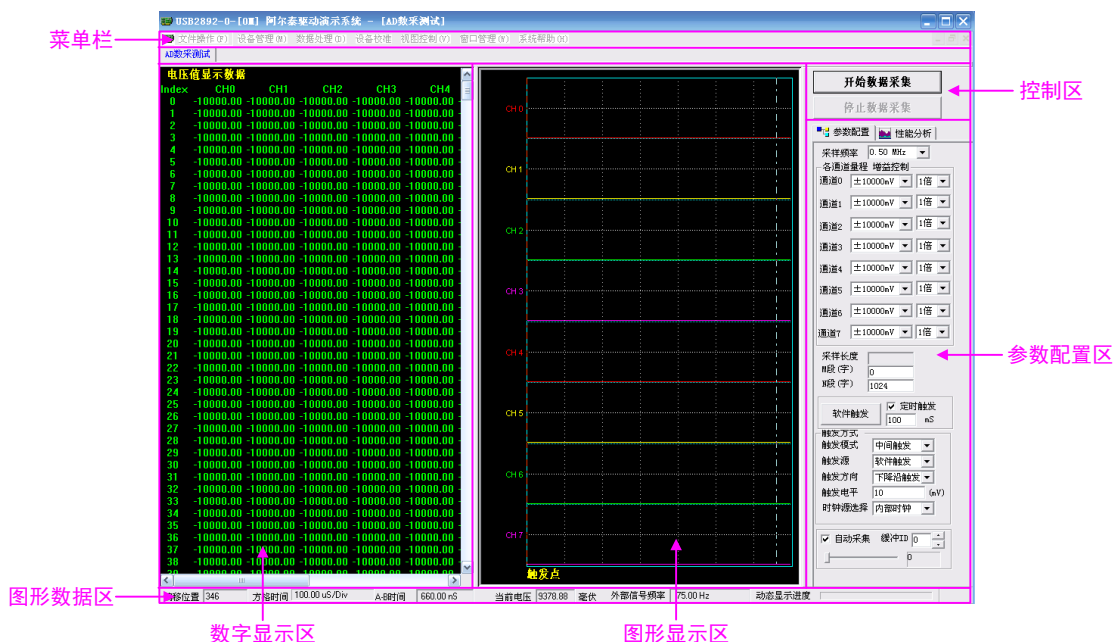 USB2892-0-[OM] 阿尔泰驱动演示系统 - [AD数采测试]
菜单栏
文件操作(F) 设备管理(M) 数据处理(D) 设备校准 视图控制(V) 窗口管理(W) 系统帮助(H)
AD数采测试
电压值显示数据
Index CH0 CH1 CH2 CH3 CH4
0 -10000.00 -10000.00 -10000.00 -10000.00 -10000.00
1 -10000.00 -10000.00 -10000.00 -10000.00 -10000.00
2 -10000.00 -10000.00 -10000.00 -10000.00 -10000.00
3 -10000.00 -10000.00 -10000.00 -10000.00 -10000.00
4 -10000.00 -10000.00 -10000.00 -10000.00 -10000.00
5 -10000.00 -10000.00 -10000.00 -10000.00 -10000.00
6 -10000.00 -10000.00 -10000.00 -10000.00 -10000.00
7 -10000.00 -10000.00 -10000.00 -10000.00 -10000.00
8 -10000.00 -10000.00 -10000.00 -10000.00 -10000.00
9 -10000.00 -10000.00 -10000.00 -10000.00 -10000.00
10 -10000.00 -10000.00 -10000.00 -10000.00 -10000.00
11 -10000.00 -10000.00 -10000.00 -10000.00 -10000.00
12 -10000.00 -10000.00 -10000.00 -10000.00 -10000.00
13 -10000.00 -10000.00 -10000.00 -10000.00 -10000.00
14 -10000.00 -10000.00 -10000.00 -10000.00 -10000.00
15 -10000.00 -10000.00 -10000.00 -10000.00 -10000.00
16 -10000.00 -10000.00 -10000.00 -10000.00 -10000.00
17 -10000.00 -10000.00 -10000.00 -10000.00 -10000.00
18 -10000.00 -10000.00 -10000.00 -10000.00 -10000.00
19 -10000.00 -10000.00 -10000.00 -10000.00 -10000.00
20 -10000.00 -10000.00 -10000.00 -10000.00 -10000.00
21 -10000.00 -10000.00 -10000.00 -10000.00 -10000.00
22 -10000.00 -10000.00 -10000.00 -10000.00 -10000.00
23 -10000.00 -10000.00 -10000.00 -10000.00 -10000.00
24 -10000.00 -10000.00 -10000.00 -10000.00 -10000.00
25 -10000.00 -10000.00 -10000.00 -10000.00 -10000.00
26 -10000.00 -10000.00 -10000.00 -10000.00 -10000.00
27 -10000.00 -10000.00 -10000.00 -10000.00 -10000.00
28 -10000.00 -10000.00 -10000.00 -10000.00 -10000.00
29 -10000.00 -10000.00 -10000.00 -10000.00 -10000.00
30 -10000.00 -10000.00 -10000.00 -10000.00 -10000.00
31 -10000.00 -10000.00 -10000.00 -10000.00 -10000.00
32 -10000.00 -10000.00 -10000.00 -10000.00 -10000.00
33 -10000.00 -10000.00 -10000.00 -10000.00 -10000.00
34 -10000.00 -10000.00 -10000.00 -10000.00 -10000.00
35 -10000.00 -10000.00 -10000.00 -10000.00 -10000.00
36 -10000.00 -10000.00 -10000.00 -10000.00 -10000.00
37 -10000.00 -10000.00 -10000.00 -10000.00 -10000.00
38 -10000.00 -10000.00 -10000.00 -10000.00 -10000.00
CH 0
CH 1
CH 2
CH 3
CH 4
CH 5
CH 6
CH 7
触发点
开始数据采集
停止数据采集
控制区
参数配置 性能分析
采样频率 0.50 MHz
各通道量程 增益控制
通道0 ±10000mV 1倍
通道1 ±10000mV 1倍
通道2 ±10000mV 1倍
通道3 ±10000mV 1倍
通道4 ±10000mV 1倍
通道5 ±10000mV 1倍
通道6 ±10000mV 1倍
通道7 ±10000mV 1倍
采样长度
M段(字) 0
N段(字) 1024
参数配置区
软件触发 定时触发
100 mS
触发方式
触发模式 中间触发
触发源 软件触发
触发方向 下降沿触发
触发电平 10 (mV)
时钟源选择 内部时钟
自动采集 缓冲ID 0
0
图形数据区
移位置 346 方格时间 100.00 uS/Div A-B时间 660.00 nS 当前电压 9378.88 毫伏 外部信号频率 75.00 Hz 动态显示进度
数字显示区
图形显示区